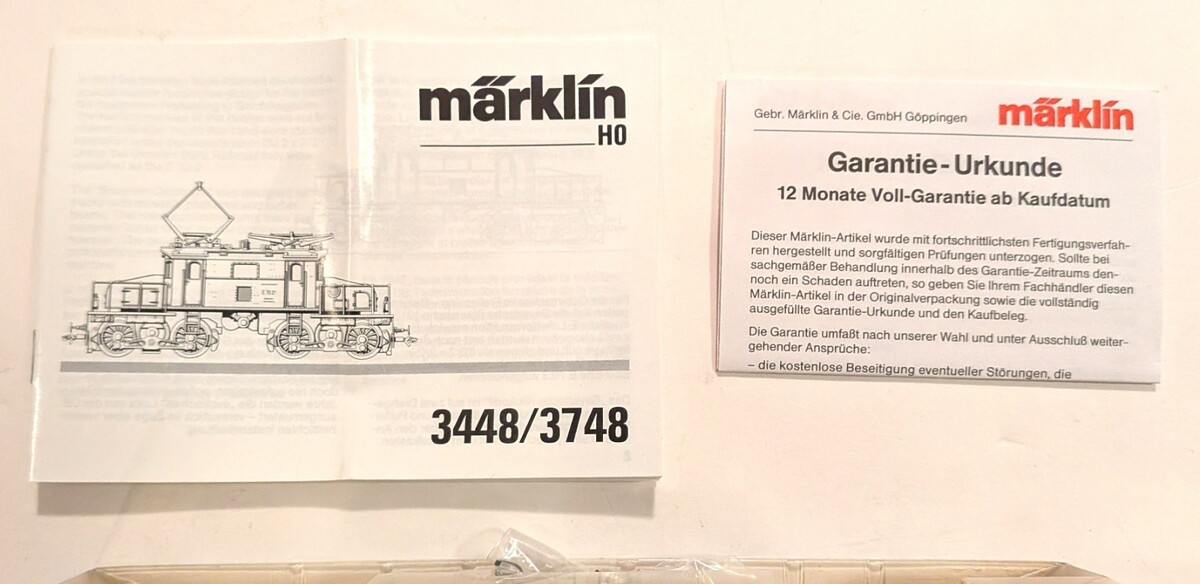 märklin
H0
3448/3748
Gebr. Märklin & Cie. GmbH Göppingen
märklin
Garantie-Urkunde
12 Monate Voll-Garantie ab Kaufdatum
Dieser Märklin-Artikel wurde mit fortschrittlichsten Fertigungsverfah-
ren hergestellt und sorgfältigen Prüfungen unterzogen. Sollte bei
sachgemäßer Behandlung innerhalb des Garantie-Zeitraums den-
noch ein Schaden auftreten, so geben Sie Ihrem Fachhändler diesen
Märklin-Artikel in der Originalverpackung sowie die vollständig
ausgefüllte Garantie-Urkunde und den Kaufbeleg.
Die Garantie umfaßt nach unserer Wahl und unter Ausschluß weiter-
gehender Ansprüche:
– die kostenlose Beseitigung eventueller Störungen, die